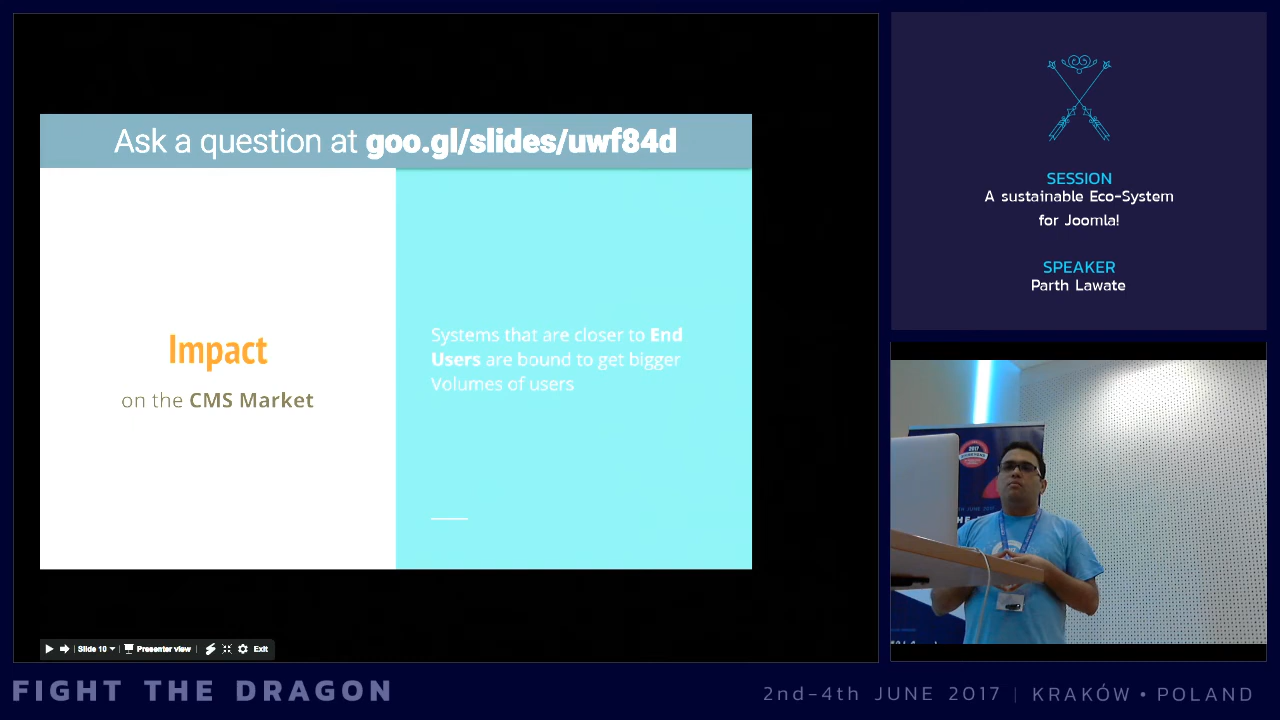 Ask a question at goo.gl/slides/uwf84d
Impact
on the CMS Market
Systems that are closer to End
Users are bound to get bigger
Volumes of users
Slide 10
Presenter view
Exit
SESSION
A sustainable Eco-System
for Joomla!
SPEAKER
Parth Lawate
2017
FIGHT THE DRAGON
2nd-4th JUNE 2017 | KRAKÓW • POLAND